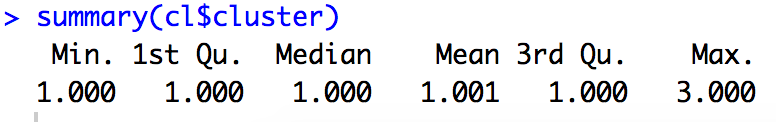 > summary(cl$cluster)
Min. 1st Qu. Median Mean 3rd Qu. Max.
1.000 1.000 1.000 1.001 1.000 3.000